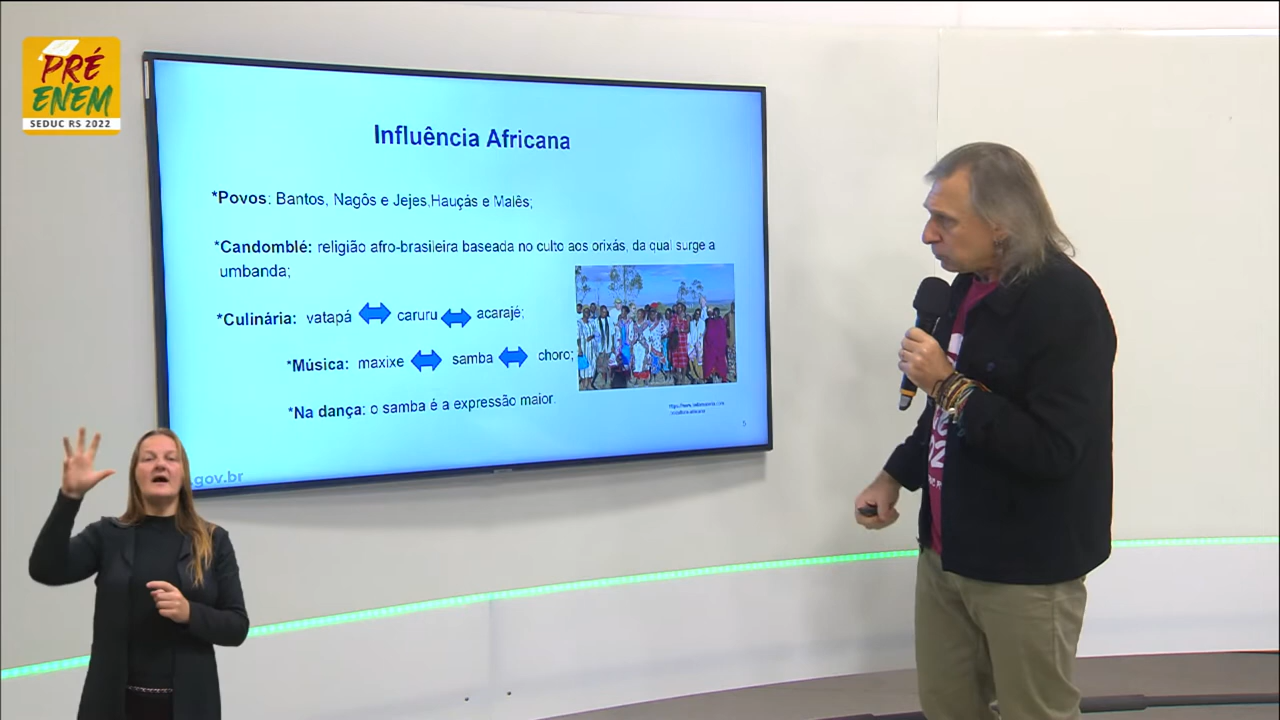 PRÉ
ENEM
SEDUC RS 2022
Influência Africana
*Povos: Bantos, Nagôs e Jejes,Hauçás e Malês;
*Candomblé: religião afro-brasileira baseada no culto aos orixás, da qual surge a
umbanda;
*Culinária: vatapá caruru acarajé;
*Música: maxixe samba choro;
*Na dança: o samba é a expressão maior.
5
.gov.br